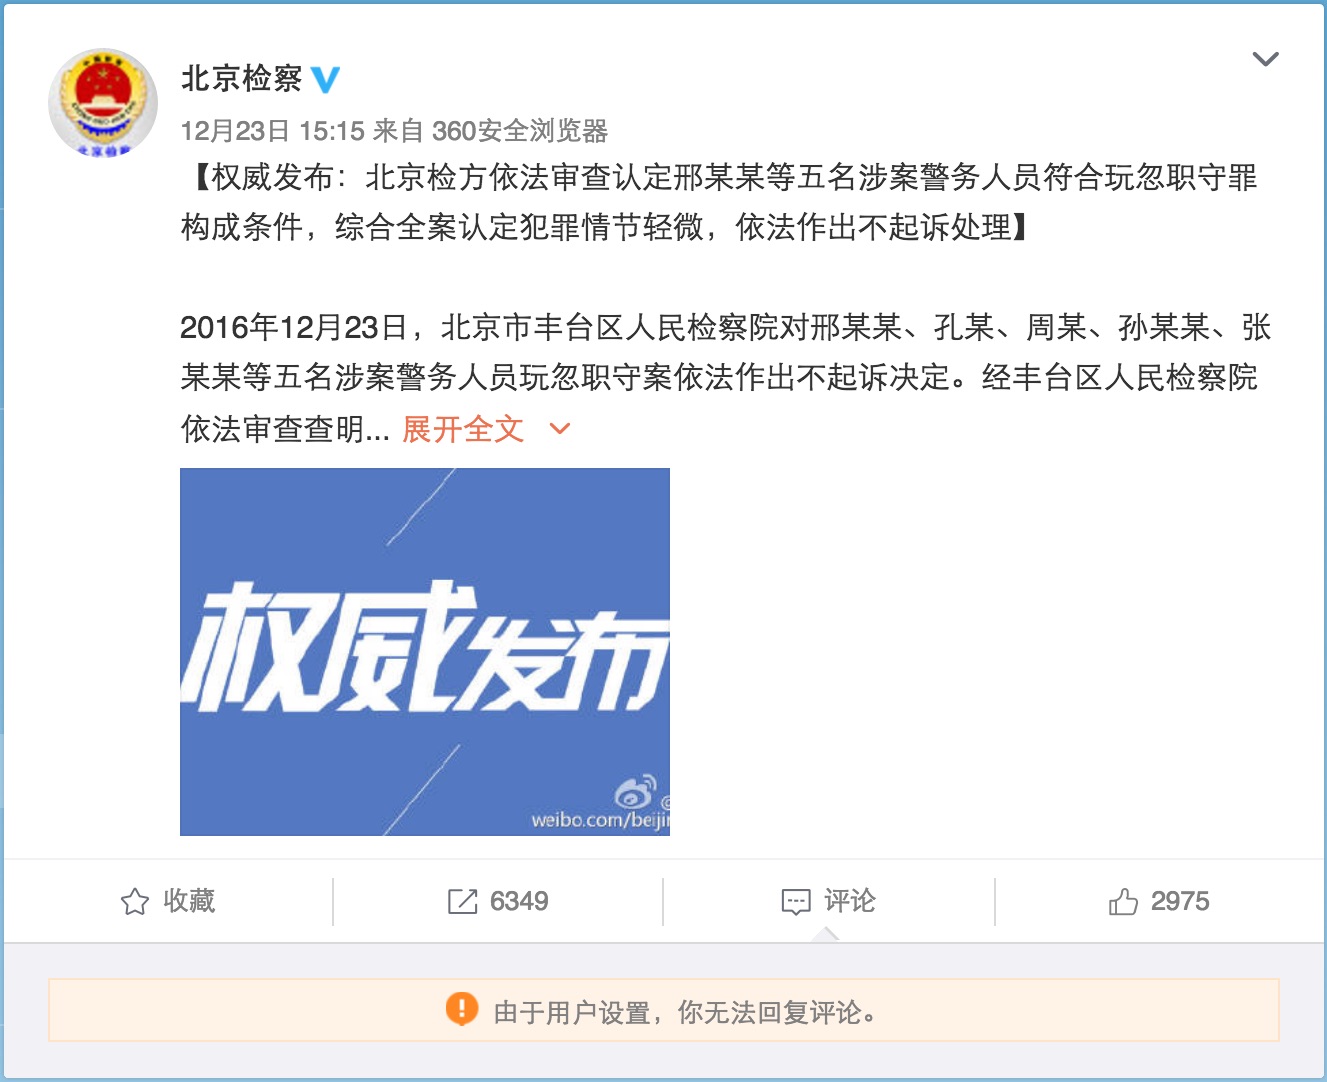 北京检察
12月23日 15:15 来自 360安全浏览器
【权威发布：北京检方依法审查认定邢某某等五名涉案警务人员符合玩忽职守罪
构成条件，综合全案认定犯罪情节轻微，依法作出不起诉处理】
2016年12月23日，北京市丰台区人民检察院对邢某某、孔某、周某、孙某某、张
某某等五名涉案警务人员玩忽职守案依法作出不起诉决定。经丰台区人民检察院
依法审查查明... 展开全文
权威发布
weibo.com/beijin
收藏
6349
评论
2975
由于用户设置，你无法回复评论。